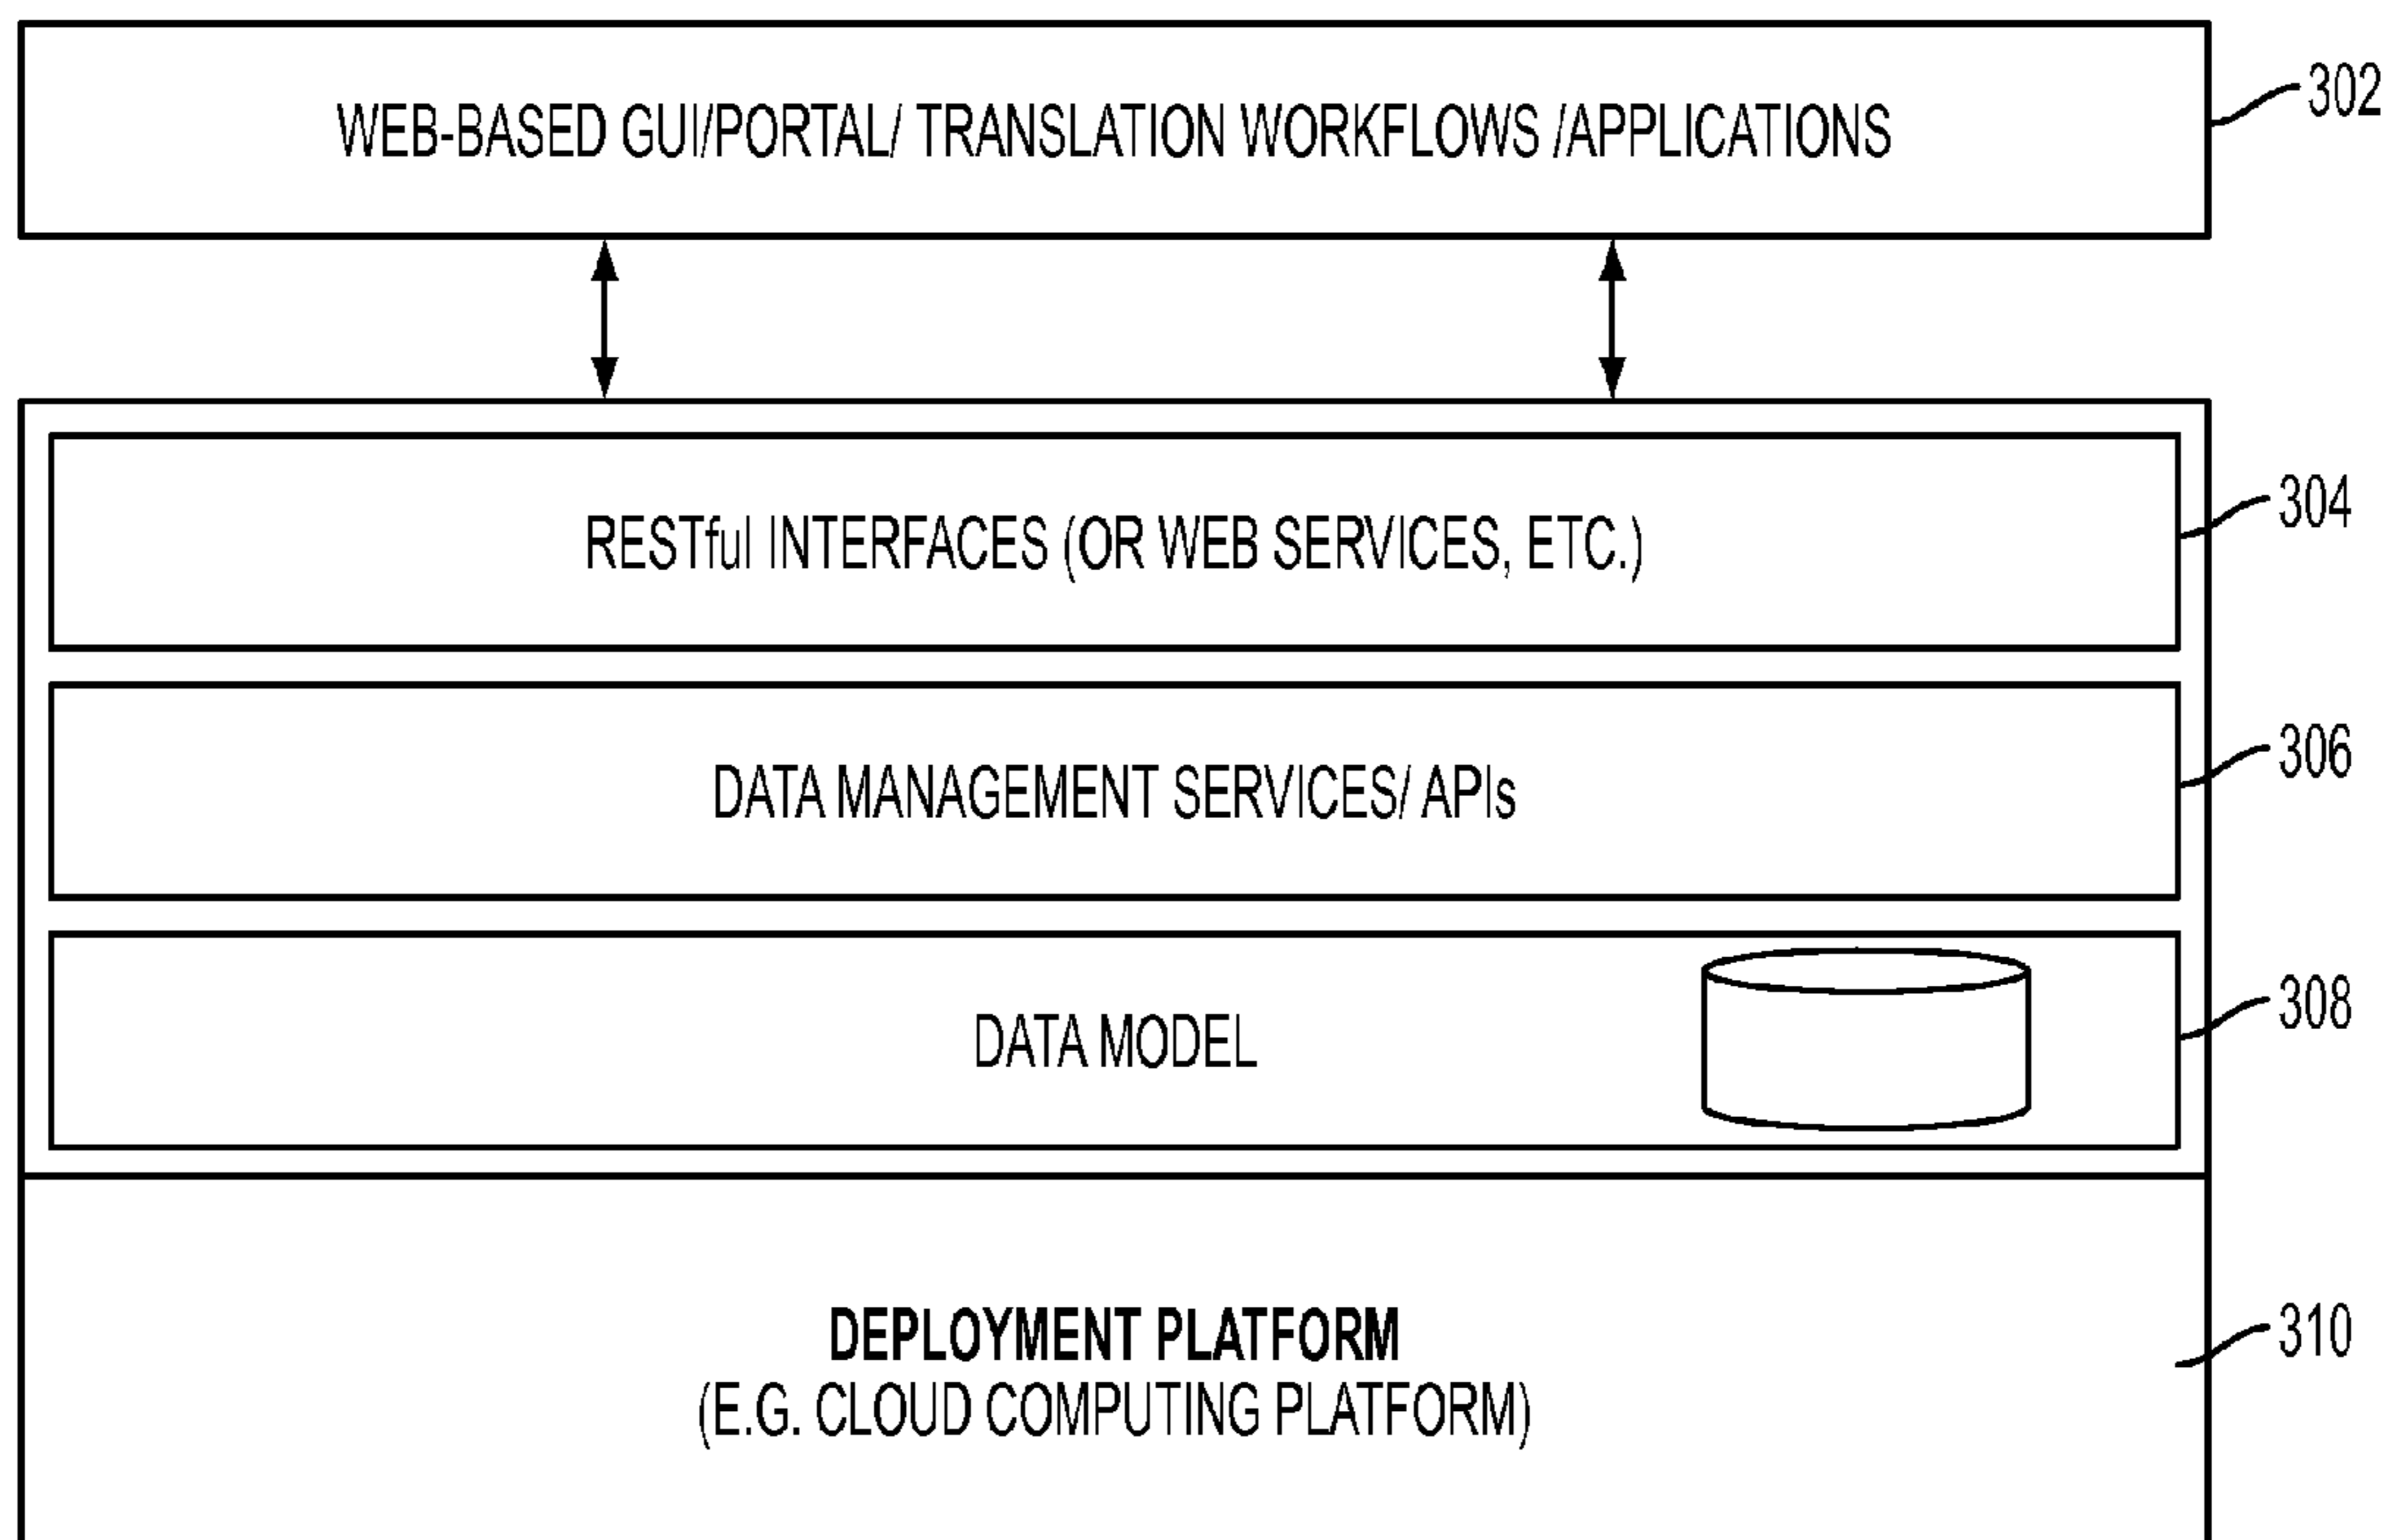 WEB-BASED GUI/PORTAL/ TRANSLATION WORKFLOWS /APPLICATIONS
302
RESTful INTERFACES (OR WEB SERVICES, ETC.)
304
DATA MANAGEMENT SERVICES/ APIs
306
DATA MODEL
308
DEPLOYMENT PLATFORM
(E.G. CLOUD COMPUTING PLATFORM)
310